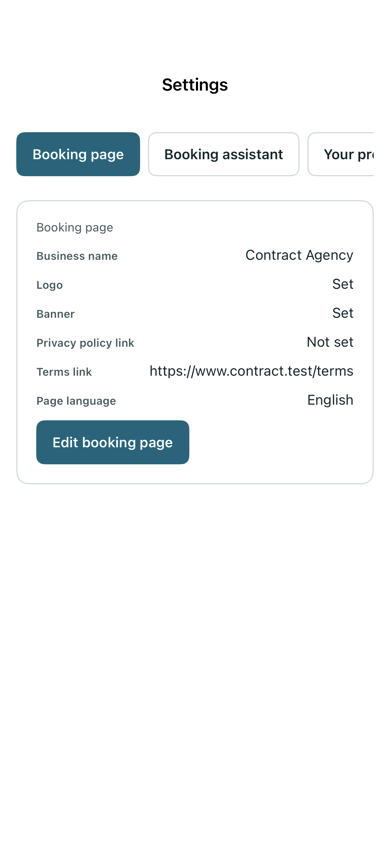 Settings
Booking page
Booking assistant
Your
Booking page
Business name Contract Agency
Logo Set
Banner Set
Privacy policy link Not set
Terms link https://www.contract.test/terms
Page language English
Edit booking page